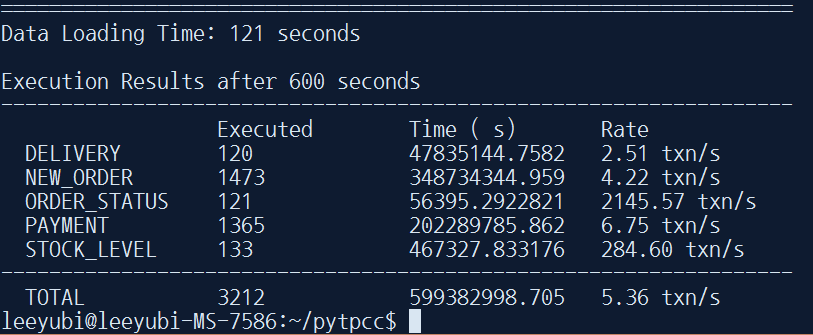 Data Loading Time: 121 seconds
Execution Results after 600 seconds
Executed Time ( s) Rate
DELIVERY 120 47835144.7582 2.51 txn/s
NEW_ORDER 1473 348734344.959 4.22 txn/s
ORDER_STATUS 121 56395.2922821 2145.57 txn/s
PAYMENT 1365 202289785.862 6.75 txn/s
STOCK_LEVEL 133 467327.833176 284.60 txn/s
TOTAL 3212 599382998.705 5.36 txn/s
leeyubi@leeyubi-MS-7586:~/pytpcc$